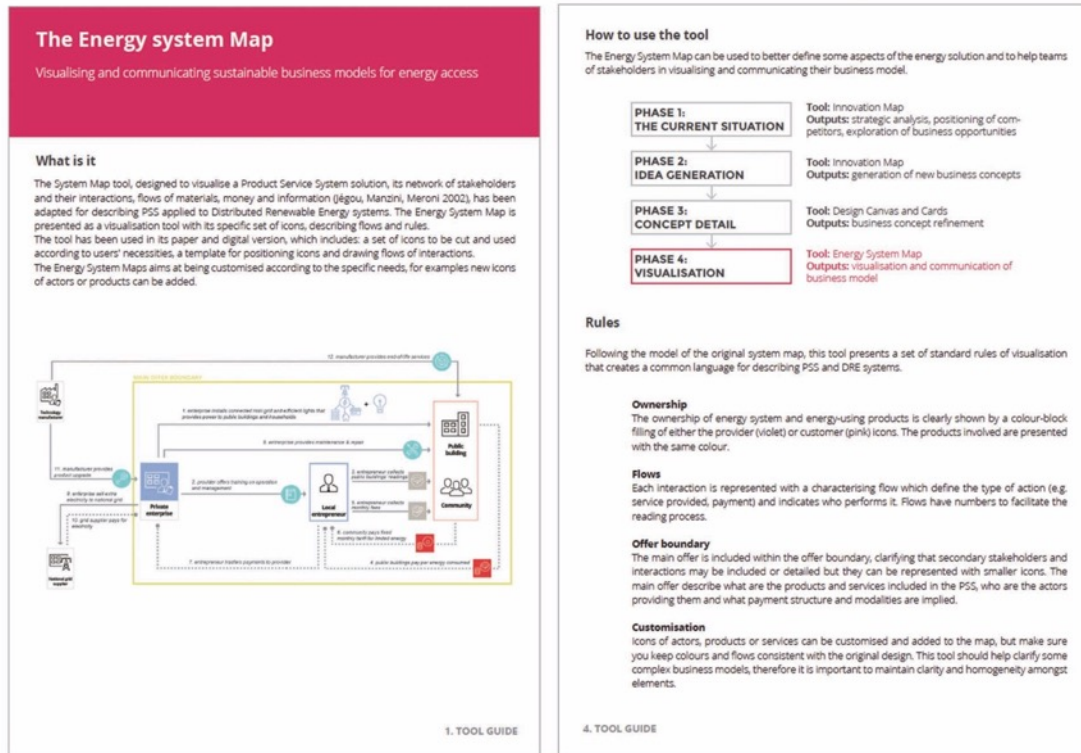 The Energy system Map
Visualising and communicating sustainable business models for energy access
What is it
The System Map tool, designed to visualise a Product Service System solution, its network of stakeholders
and their interactions, flows of materials, money and information (Jégou, Manzini, Meroni 2002), has been
adapted for describing PSS applied to Distributed Renewable Energy systems. The Energy System Map is
presented as a visualisation tool with its specific set of icons, describing flows and rules.
The tool has been used in its paper and digital version, which includes: a set of icons to be cut and used
according to users' necessities, a template for positioning icons and drawing flows of interactions.
The Energy System Maps aims at being customised according to the specific needs, for examples new icons
of actors or products can be added.
12. manufacturer provides end-of-life services
MAIN OFFER BOUNDARY
Technology
manufacturer
1. enterprise installs connected mini grid and efficient lights that
provides power to public buildings and households
+
Public
building
3. enterprise provides maintenance & repair
11. manufacturer provides
product upgrade
2. provider offers training on operation
and management
5. entrepreneur collects
public buildings' readings
9. enterprise sell extra
electricity to national grid
Private
enterprise
Local
entrepreneur
5. entrepreneur collects
monthly fees
Community
10. grid supplier pays for
electricity
6. community pays fixed
monthly tariff for limited energy
7. entrepreneur trasfers payments to provider
4. public buildings pay per energy consumed
National grid
supplier
1. TOOL GUIDE
How to use the tool
The Energy System Map can be used to better define some aspects of the energy solution and to help teams
of stakeholders in visualising and communicating their business model.
PHASE 1:
THE CURRENT SITUATION
Tool: Innovation Map
Outputs: strategic analysis, positioning of com-
petitors, exploration of business opportunities
PHASE 2:
IDEA GENERATION
Tool: Innovation Map
Outputs: generation of new business concepts
PHASE 3:
CONCEPT DETAIL
Tool: Design Canvas and Cards
Outputs: business concept refinement
PHASE 4:
VISUALISATION
Tool: Energy System Map
Outputs: visualisation and communication of
business model
Rules
Following the model of the original system map, this tool presents a set of standard rules of visualisation
that creates a common language for describing PSS and DRE systems.
Ownership
The ownership of energy system and energy-using products is clearly shown by a colour-block
filling of either the provider (violet) or customer (pink) icons. The products involved are presented
with the same colour.
Flows
Each interaction is represented with a characterising flow which define the type of action (e.g.
service provided, payment) and indicates who performs it. Flows have numbers to facilitate the
reading process.
Offer boundary
The main offer is included within the offer boundary, clarifying that secondary stakeholders and
interactions may be included or detailed but they can be represented with smaller icons. The
main offer describe what are the products and services included in the PSS, who are the actors
providing them and what payment structure and modalities are implied.
Customisation
Icons of actors, products or services can be customised and added to the map, but make sure
you keep colours and flows consistent with the original design. This tool should help clarify some
complex business models, therefore it is important to maintain clarity and homogeneity amongst
elements.
4. TOOL GUIDE